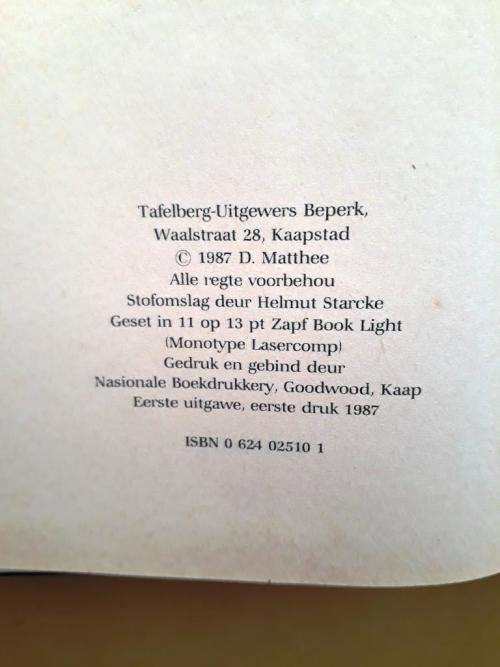 Tafelberg-Uitgewers Beperk,
Waalstraat 28, Kaapstad
© 1987 D. Matthee
Alle regte voorbehou
Stofomslag deur Helmut Starcke
Geset in 11 op 13 pt Zapf Book Light
(Monotype Lasercomp)
Gedruk en gebind deur
Nasionale Boekdrukkery, Goodwood, Kaap
Eerste uitgawe, eerste druk 1987
ISBN 0 624 02510 1